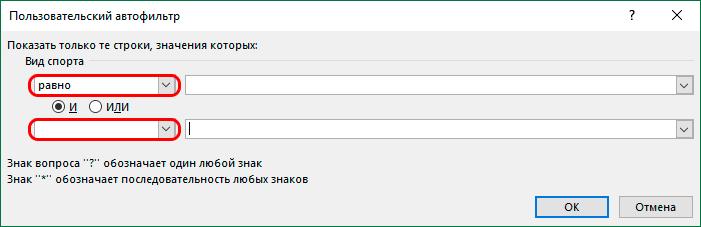 Пользовательский автофильтр
Показать только те строки, значения которых:
Вид спорта
равно
И ИЛИ
Знак вопроса "?" обозначает один любой знак
Знак "*" обозначает последовательность любых знаков
ОК Отмена